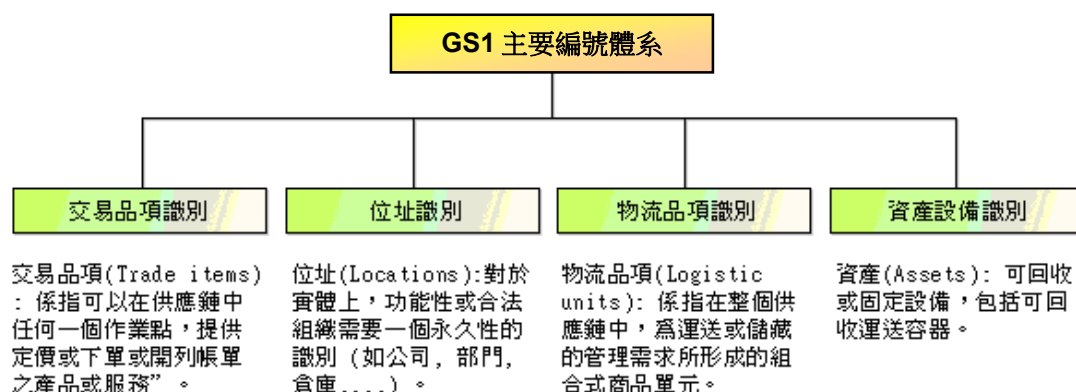 GS1 主要編號體系
交易品項識別
位址識別
物流品項識別
資產設備識別
交易品項(Trade items)
: 係指可以在供應鏈中
任何一個作業點，提供
定價或下單或開列帳單
之產品或服務”。
位址(Locations):對於
實體上，功能性或合法
組織需要一個永久性的
識別 (如公司, 部門,
倉庫....) 。
物流品項(Logistic
units): 係指在整個供
應鏈中，為運送或儲藏
的管理需求所形成的組
合式商品單元。
資產(Assets): 可回收
或固定設備，包括可回
收運送容器。